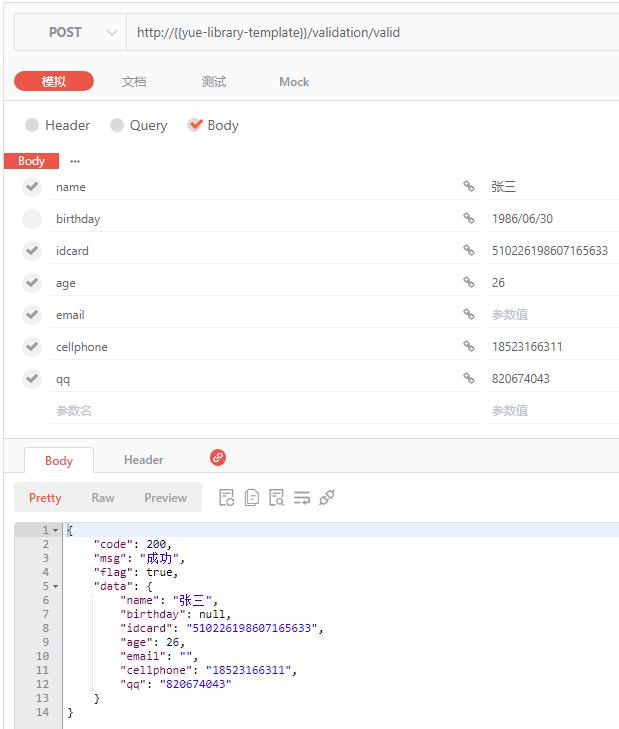 POST http://{{yue-library-template}}/validation/valid
模拟 文档 测试 Mock
Header Query Body
Body ...
name 张三
birthday 1986/06/30
idcard 510226198607165633
age 26
email 参数值
cellphone 18523166311
qq 820674043
参数名 参数值
Body Header
Pretty Raw Preview
1 {
2 "code": 200,
3 "msg": "成功",
4 "flag": true,
5 "data": {
6 "name": "张三",
7 "birthday": null,
8 "idcard": "510226198607165633",
9 "age": 26,
10 "email": "",
11 "cellphone": "18523166311",
12 "qq": "820674043"
13 }
14 }